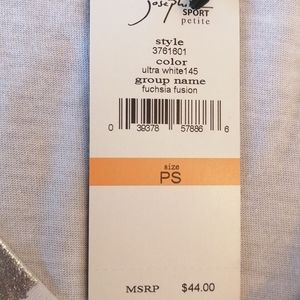 Joseph
SPORT
petite
style
3761601
color
ultra white145
group name
fuchsia fusion
0 39378 57886 6
size
PS
MSRP $44.00